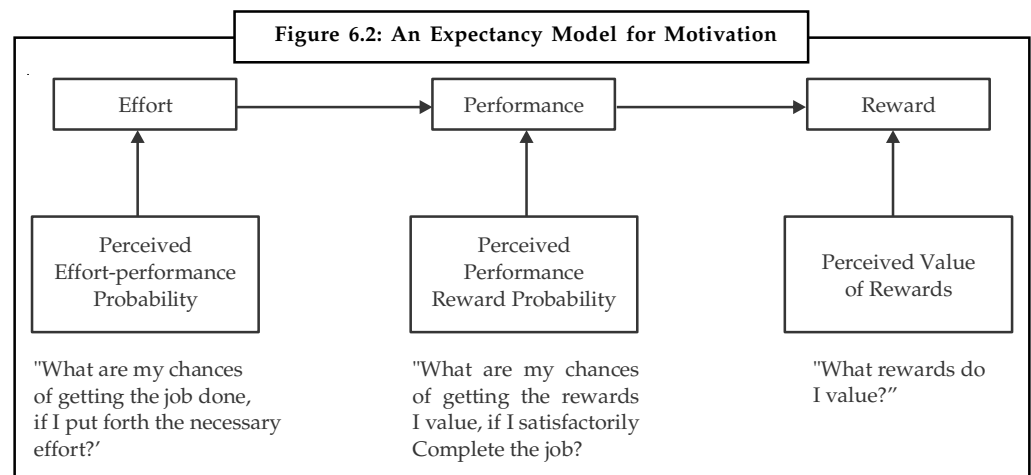 Figure 6.2: An Expectancy Model for Motivation
Effort
Performance
Reward
Perceived
Effort-performance
Probability
Perceived
Performance
Reward Probability
Perceived Value
of Rewards
"What are my chances
of getting the job done,
if I put forth the necessary
effort?’
"What are my chances
of getting the rewards
I value, if I satisfactorily
Complete the job?
"What rewards do
I value?”